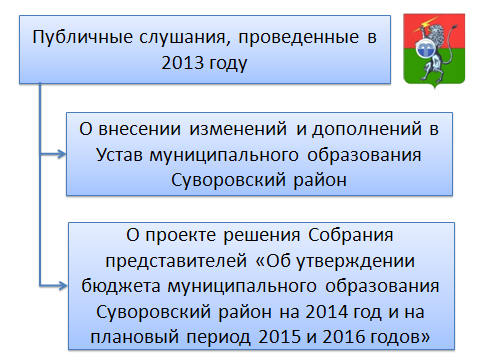 Публичные слушания, проведенные в
2013 году
О внесении изменений и дополнений в
Устав муниципального образования
Суворовский район
О проекте решения Собрания
представителей «Об утверждении
бюджета муниципального образования
Суворовский район на 2014 год и на
плановый период 2015 и 2016 годов»